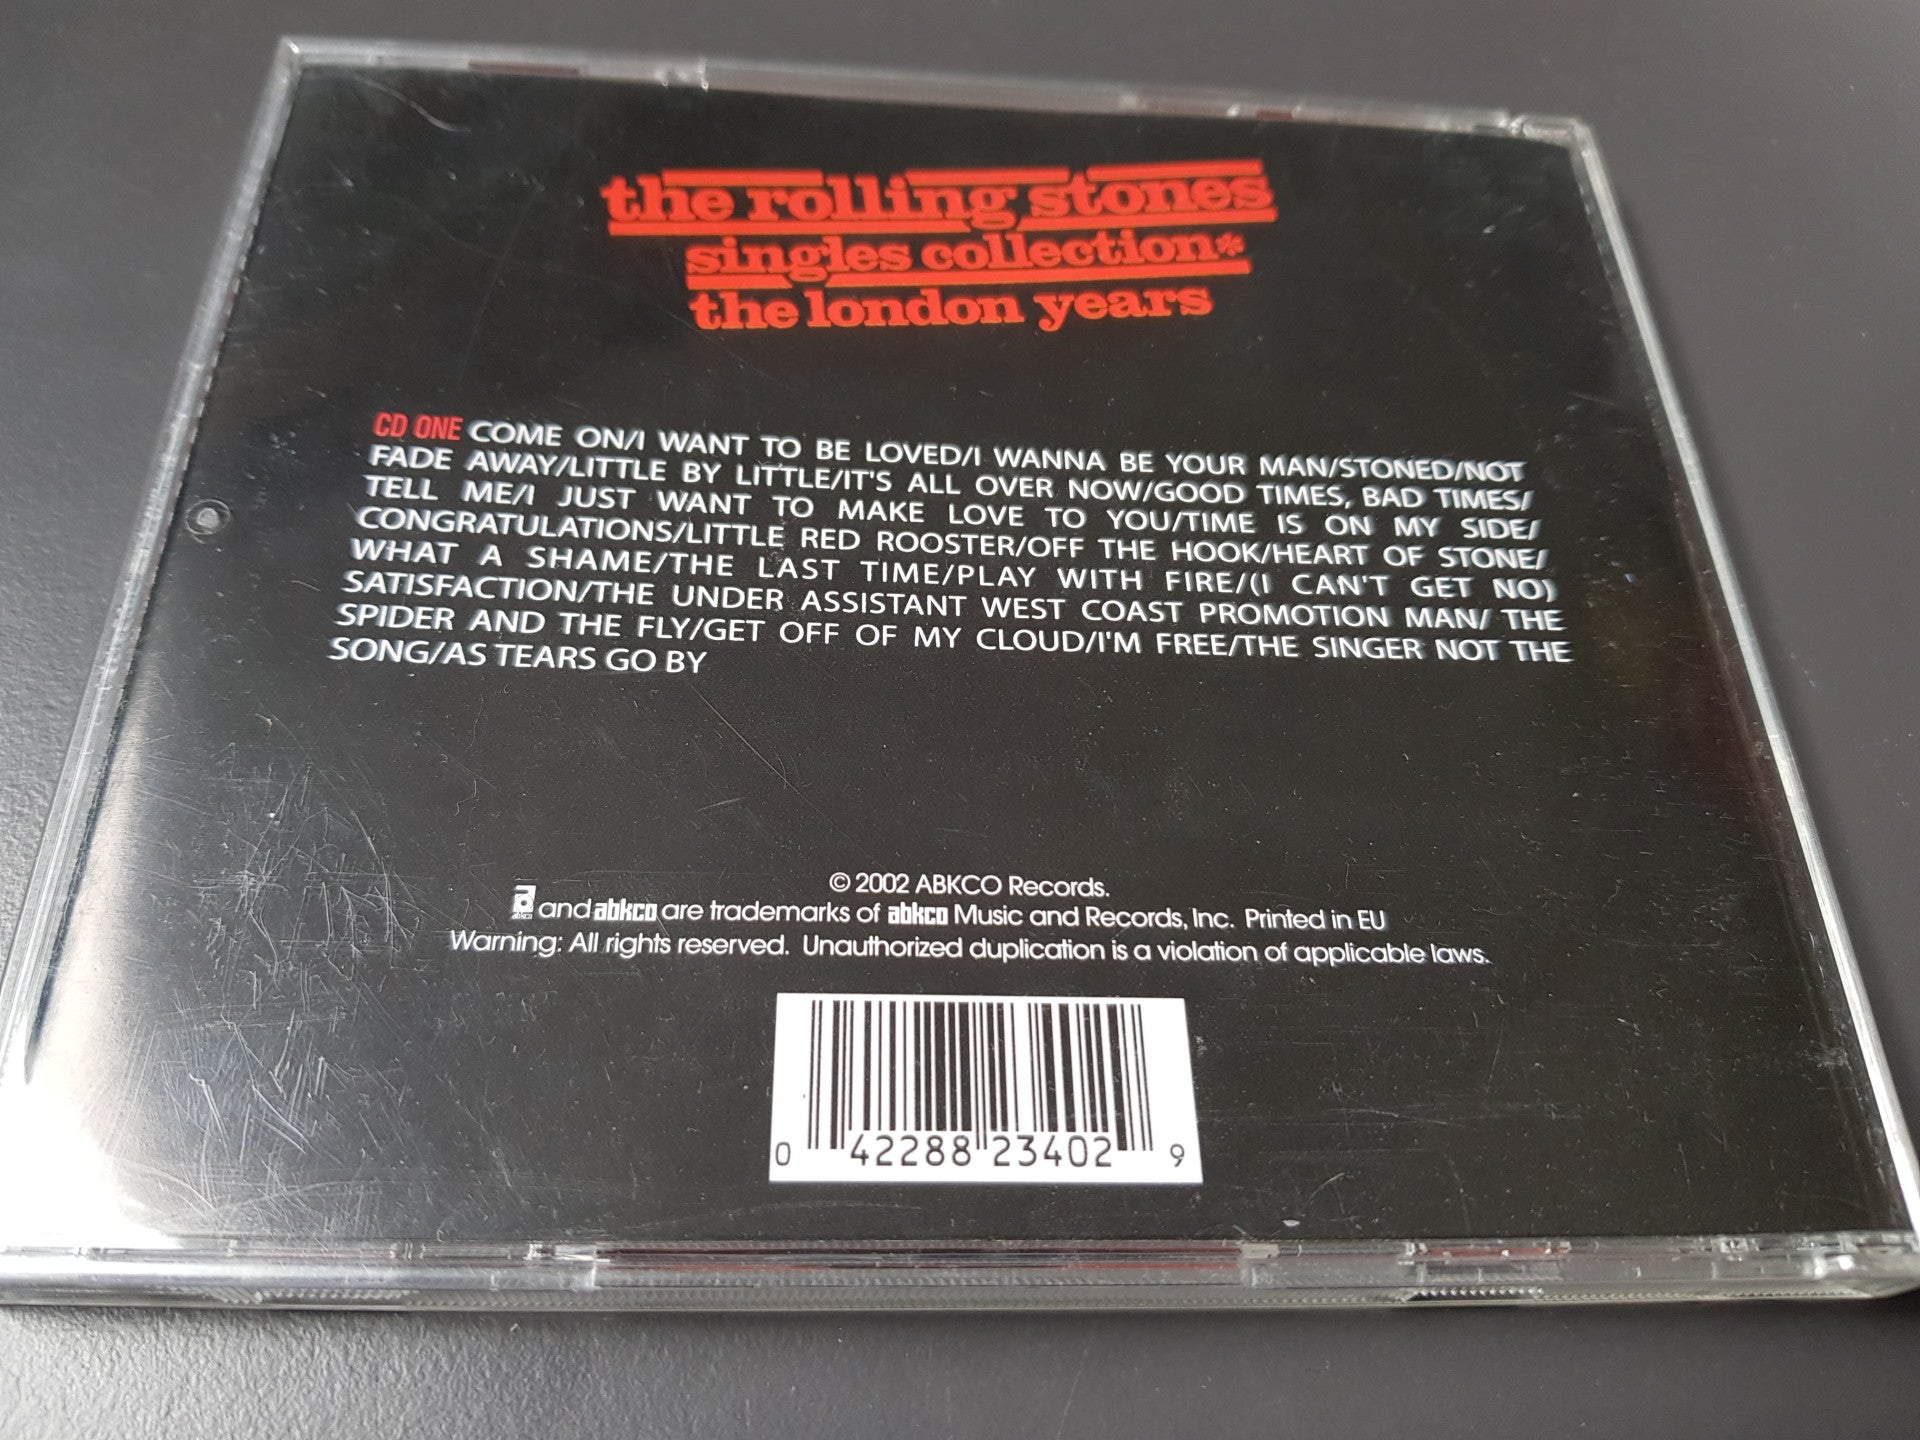 the rolling stones
singles collection*
the london years
CD ONE COME ON/I WANT TO BE LOVED/I WANNA BE YOUR MAN/STONED/NOT
FADE AWAY/LITTLE BY LITTLE/IT'S ALL OVER NOW/GOOD TIMES, BAD TIMES/
TELL ME/I JUST WANT TO MAKE LOVE TO YOU/TIME IS ON MY SIDE/
CONGRATULATIONS/LITTLE RED ROOSTER/OFF THE HOOK/HEART OF STONE/
WHAT A SHAME/THE LAST TIME/PLAY WITH FIRE/(I CAN'T GET NO)
SATISFACTION/THE UNDER ASSISTANT WEST COAST PROMOTION MAN/ THE
SPIDER AND THE FLY/GET OFF OF MY CLOUD/I'M FREE/THE SINGER NOT THE
SONG/AS TEARS GO BY
© 2002 ABKCO Records.
a abkco and abkco are trademarks of abkco Music and Records, Inc. Printed in EU
Warning: All rights reserved. Unauthorized duplication is a violation of applicable laws.
0 42288 23402 9